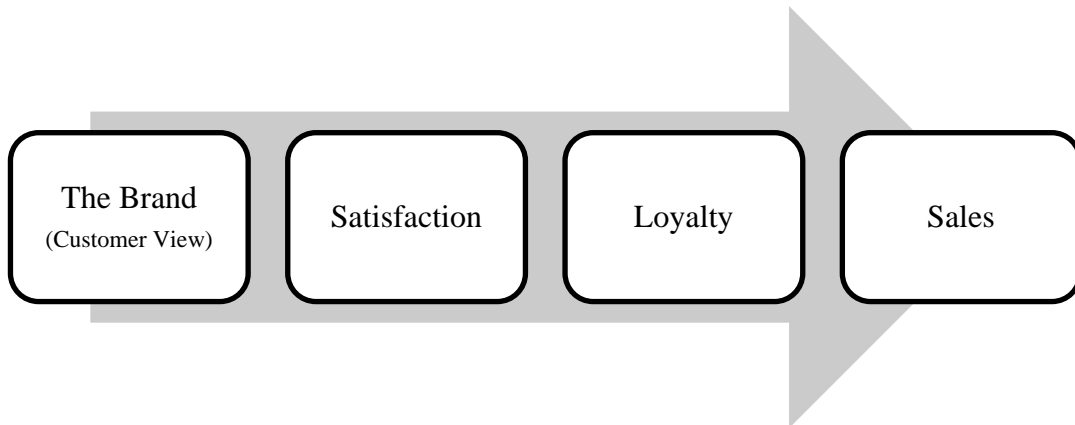 The Brand
(Customer View)
Satisfaction
Loyalty
Sales